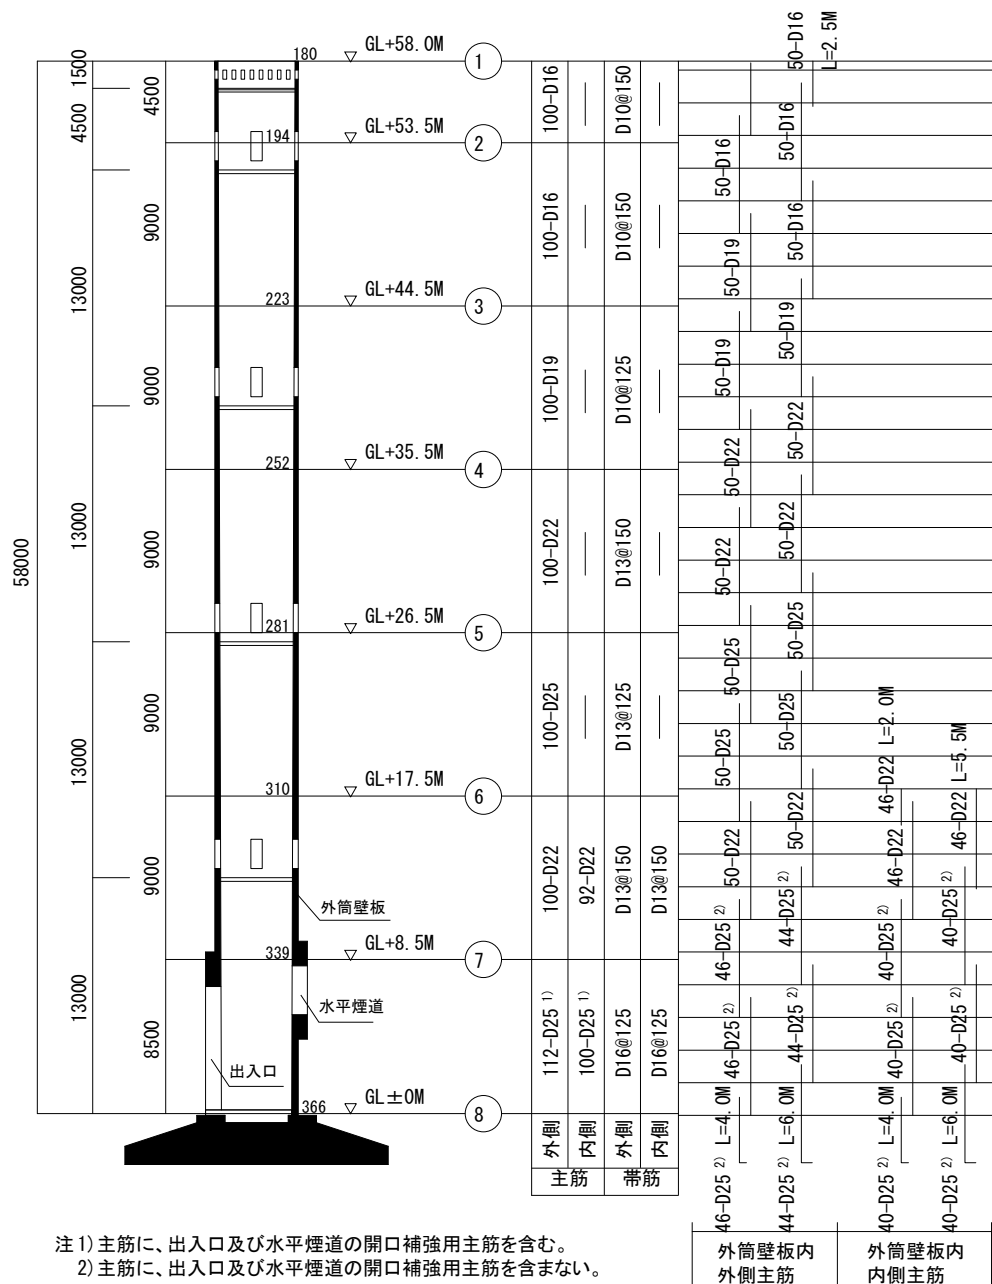 58000
1500
4500
13000
13000
13000
13000
4500
9000
9000
9000
9000
9000
8500
180
194
223
252
281
310
339
366
GL+58.0M
GL+53.5M
GL+44.5M
GL+35.5M
GL+26.5M
GL+17.5M
GL+8.5M
GL±0M
1
2
3
4
5
6
7
8
外筒壁板
水平煙道
出入口
100-D16 — D10@150 —
100-D16 — D10@150 —
100-D19 — D10@125 —
100-D22 — D13@150 —
100-D25 — D13@125 —
100-D22 92-D22 D13@150 D13@150
112-D25 1) 100-D25 1) D16@125 D16@125
外側 内側 外側 内側
主筋 帯筋
50-D16
L=2.5M
50-D16
50-D16
50-D16
50-D19
50-D19
50-D19
50-D22
50-D22
50-D22
50-D22
50-D25
50-D25
50-D25
50-D25
50-D22
50-D22
44-D25 2)
46-D25 2)
44-D25 2)
46-D25 2)
46-D25 2) L=4.0M
44-D25 2) L=6.0M
46-D22 L=2.0M
46-D22 L=5.5M
46-D22
40-D25 2)
40-D25 2)
40-D25 2)
40-D25 2)
40-D25 2) L=4.0M
40-D25 2) L=6.0M
外筒壁板内
外側主筋
外筒壁板内
内側主筋
注1)主筋に、出入口及び水平煙道の開口補強用主筋を含む。
2)主筋に、出入口及び水平煙道の開口補強用主筋を含まない。